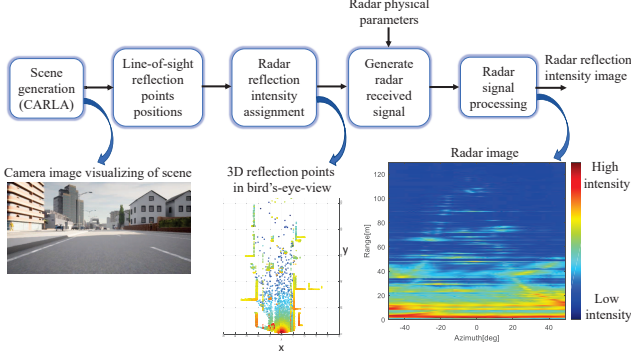 Radar physical
parameters
Scene
generation
(CARLA)
Line-of-sight
reflection
points
positions
Radar
reflection
intensity
assignment
Generate
radar
received
signal
Radar
signal
processing
Radar reflection
intensity image
Camera image visualizing of scene
3D reflection points
in bird's-eye-view
y
x
Radar image
Range[m]
120
100
80
60
40
20
0
-40
-20
0
20
40
Azimuth[deg]
High
intensity
Low
intensity